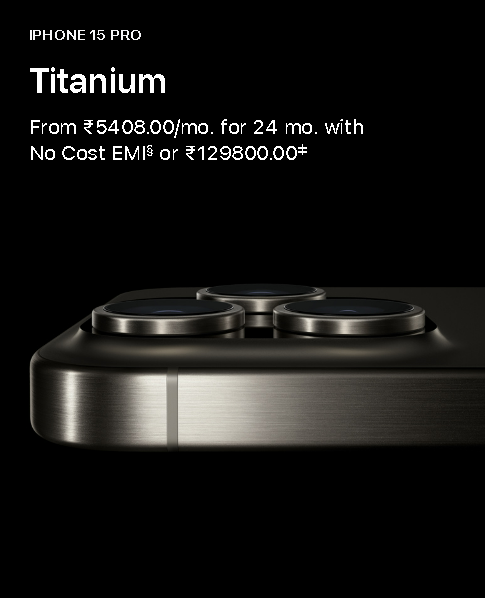 IPHONE 15 PRO
Titanium
From ₹5408.00/mo. for 24 mo. with
No Cost EMI§ or ₹129800.00‡